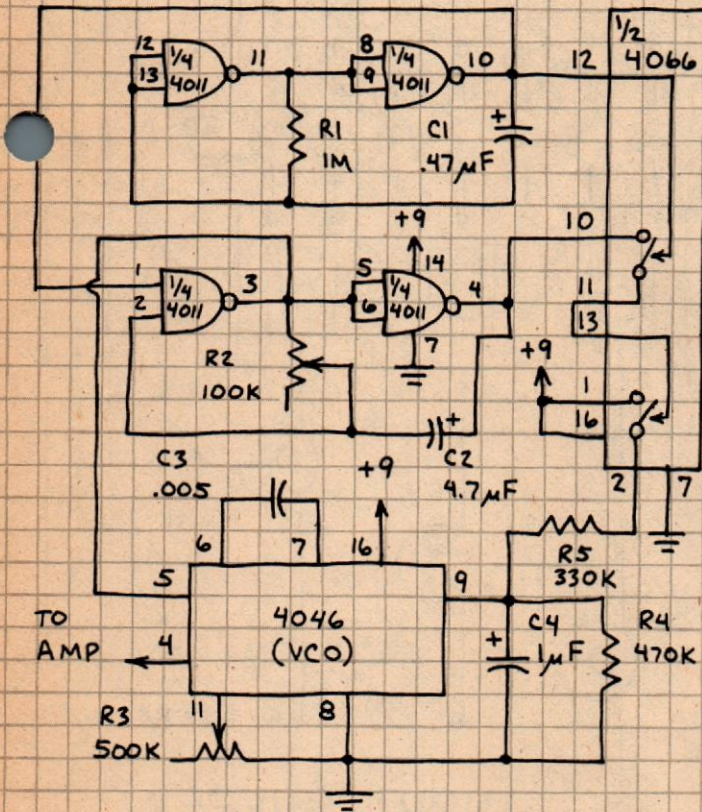 1/2
4066
12
13
1/4
4011
11
8
9
1/4
4011
10
12
R1
1M
C1
+
.47µF
+9
10
1
2
1/4
4011
3
5
6
1/4
4011
14
4
7
11
13
R2
100K
+9
1
16
C2
+
4.7µF
2
7
C3
.005
+9
6
7
16
R5
330K
5
4046
(VCO)
9
TO
AMP
4
+
C4
1µF
R4
470K
11
8
R3
500K